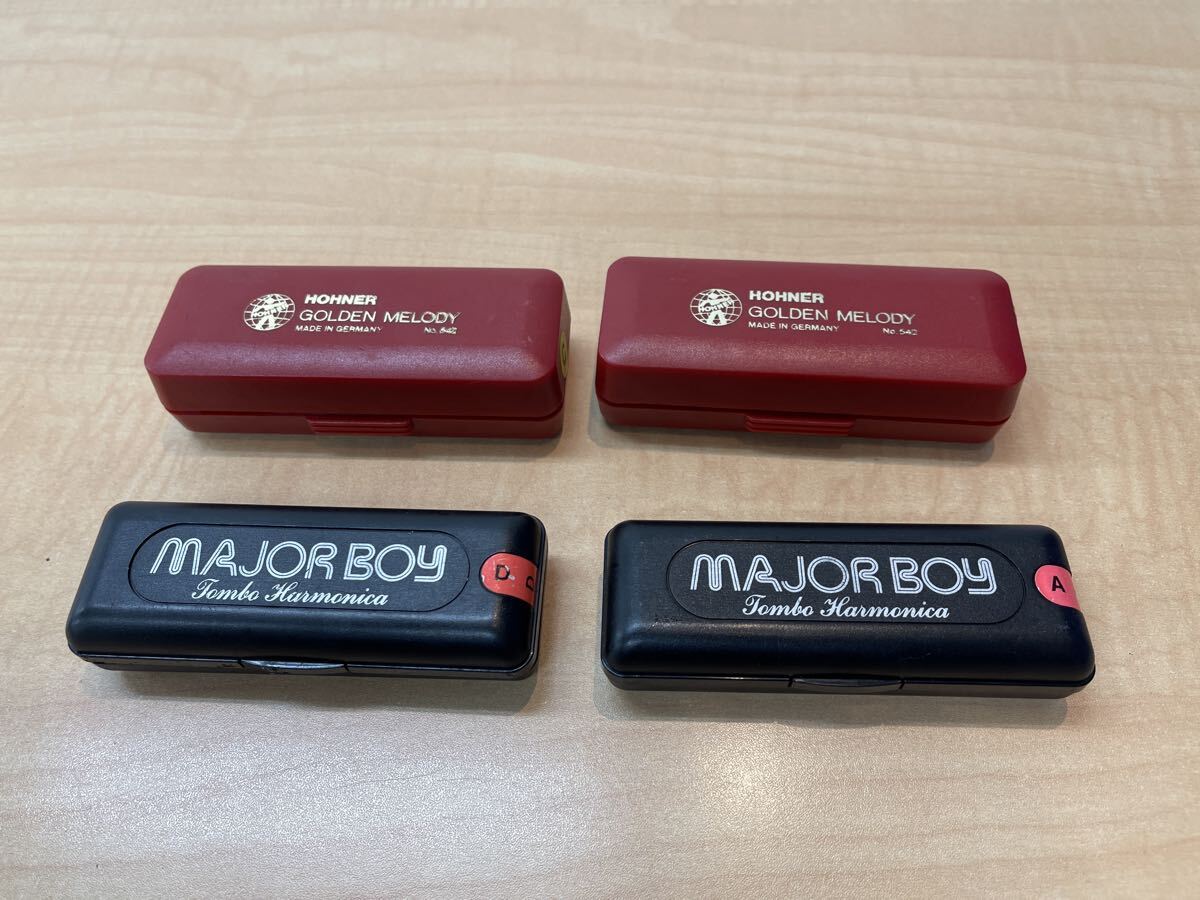 HOHNER
GOLDEN MELODY
MADE IN GERMANY No. 542
HOHNER
GOLDEN MELODY
MADE IN GERMANY No. 542
MAJOR BOY
Tombo Harmonica
D
D
MAJOR BOY
Tombo Harmonica
A